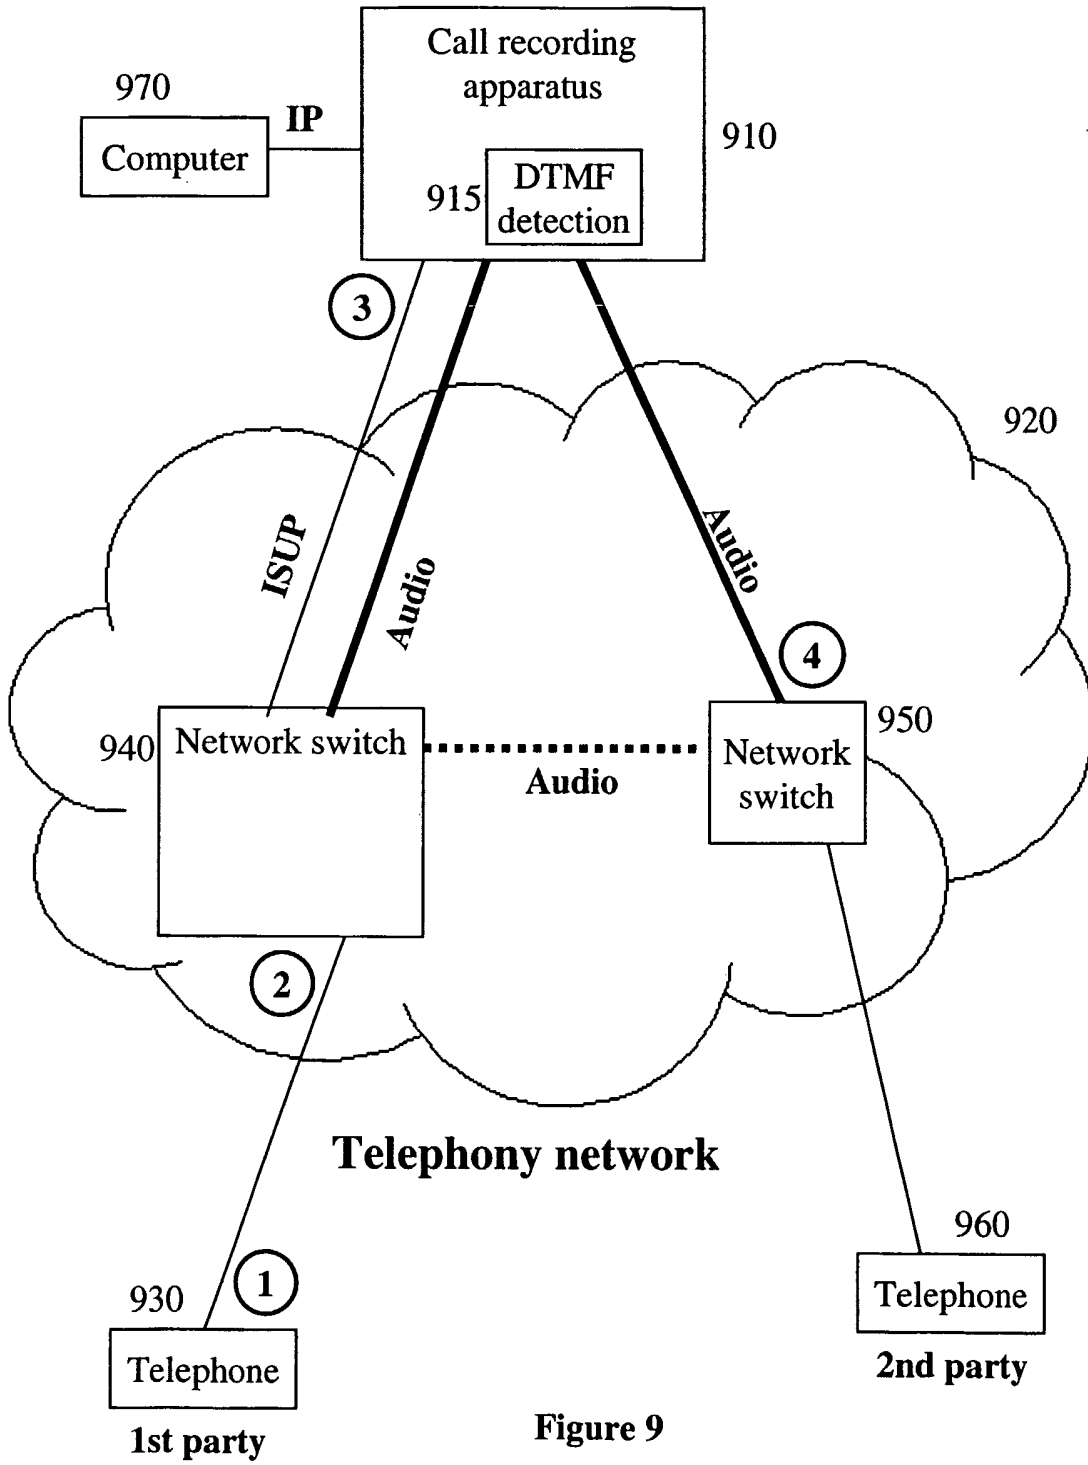 Call recording
apparatus
970
IP
910
Computer
DTMF
detection
915
3
920
ISUP
Audio
Audio
4
950
940
Network switch
Network
switch
Audio
2
Telephony network
960
1
930
Telephone
Telephone
2nd party
1st party
Figure 9